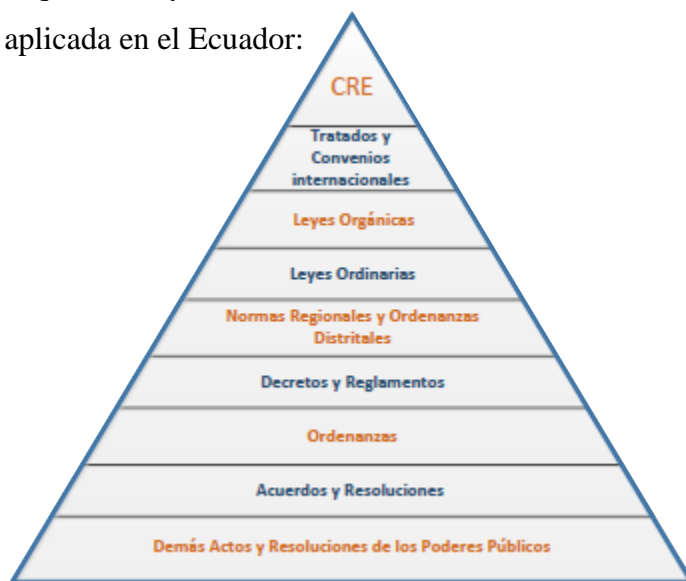 aplicada en el Ecuador:
CRE
Tratados y
Convenios
internacionales
Leyes Orgánicas
Leyes Ordinarias
Normas Regionales y Ordenanzas
Distritales
Decretos y Reglamentos
Ordenanzas
Acuerdos y Resoluciones
Demás Actos y Resoluciones de los Poderes Públicos